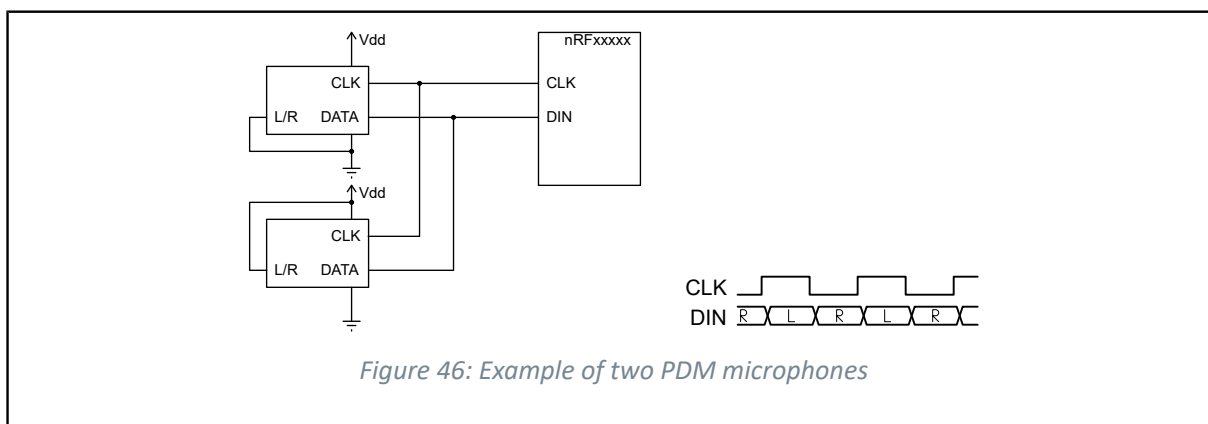 Vdd
nRFxxxxx
CLK
CLK
L/R DATA
DIN
Vdd
CLK
L/R DATA
CLK
DIN R L R L R
Figure 46: Example of two PDM microphones